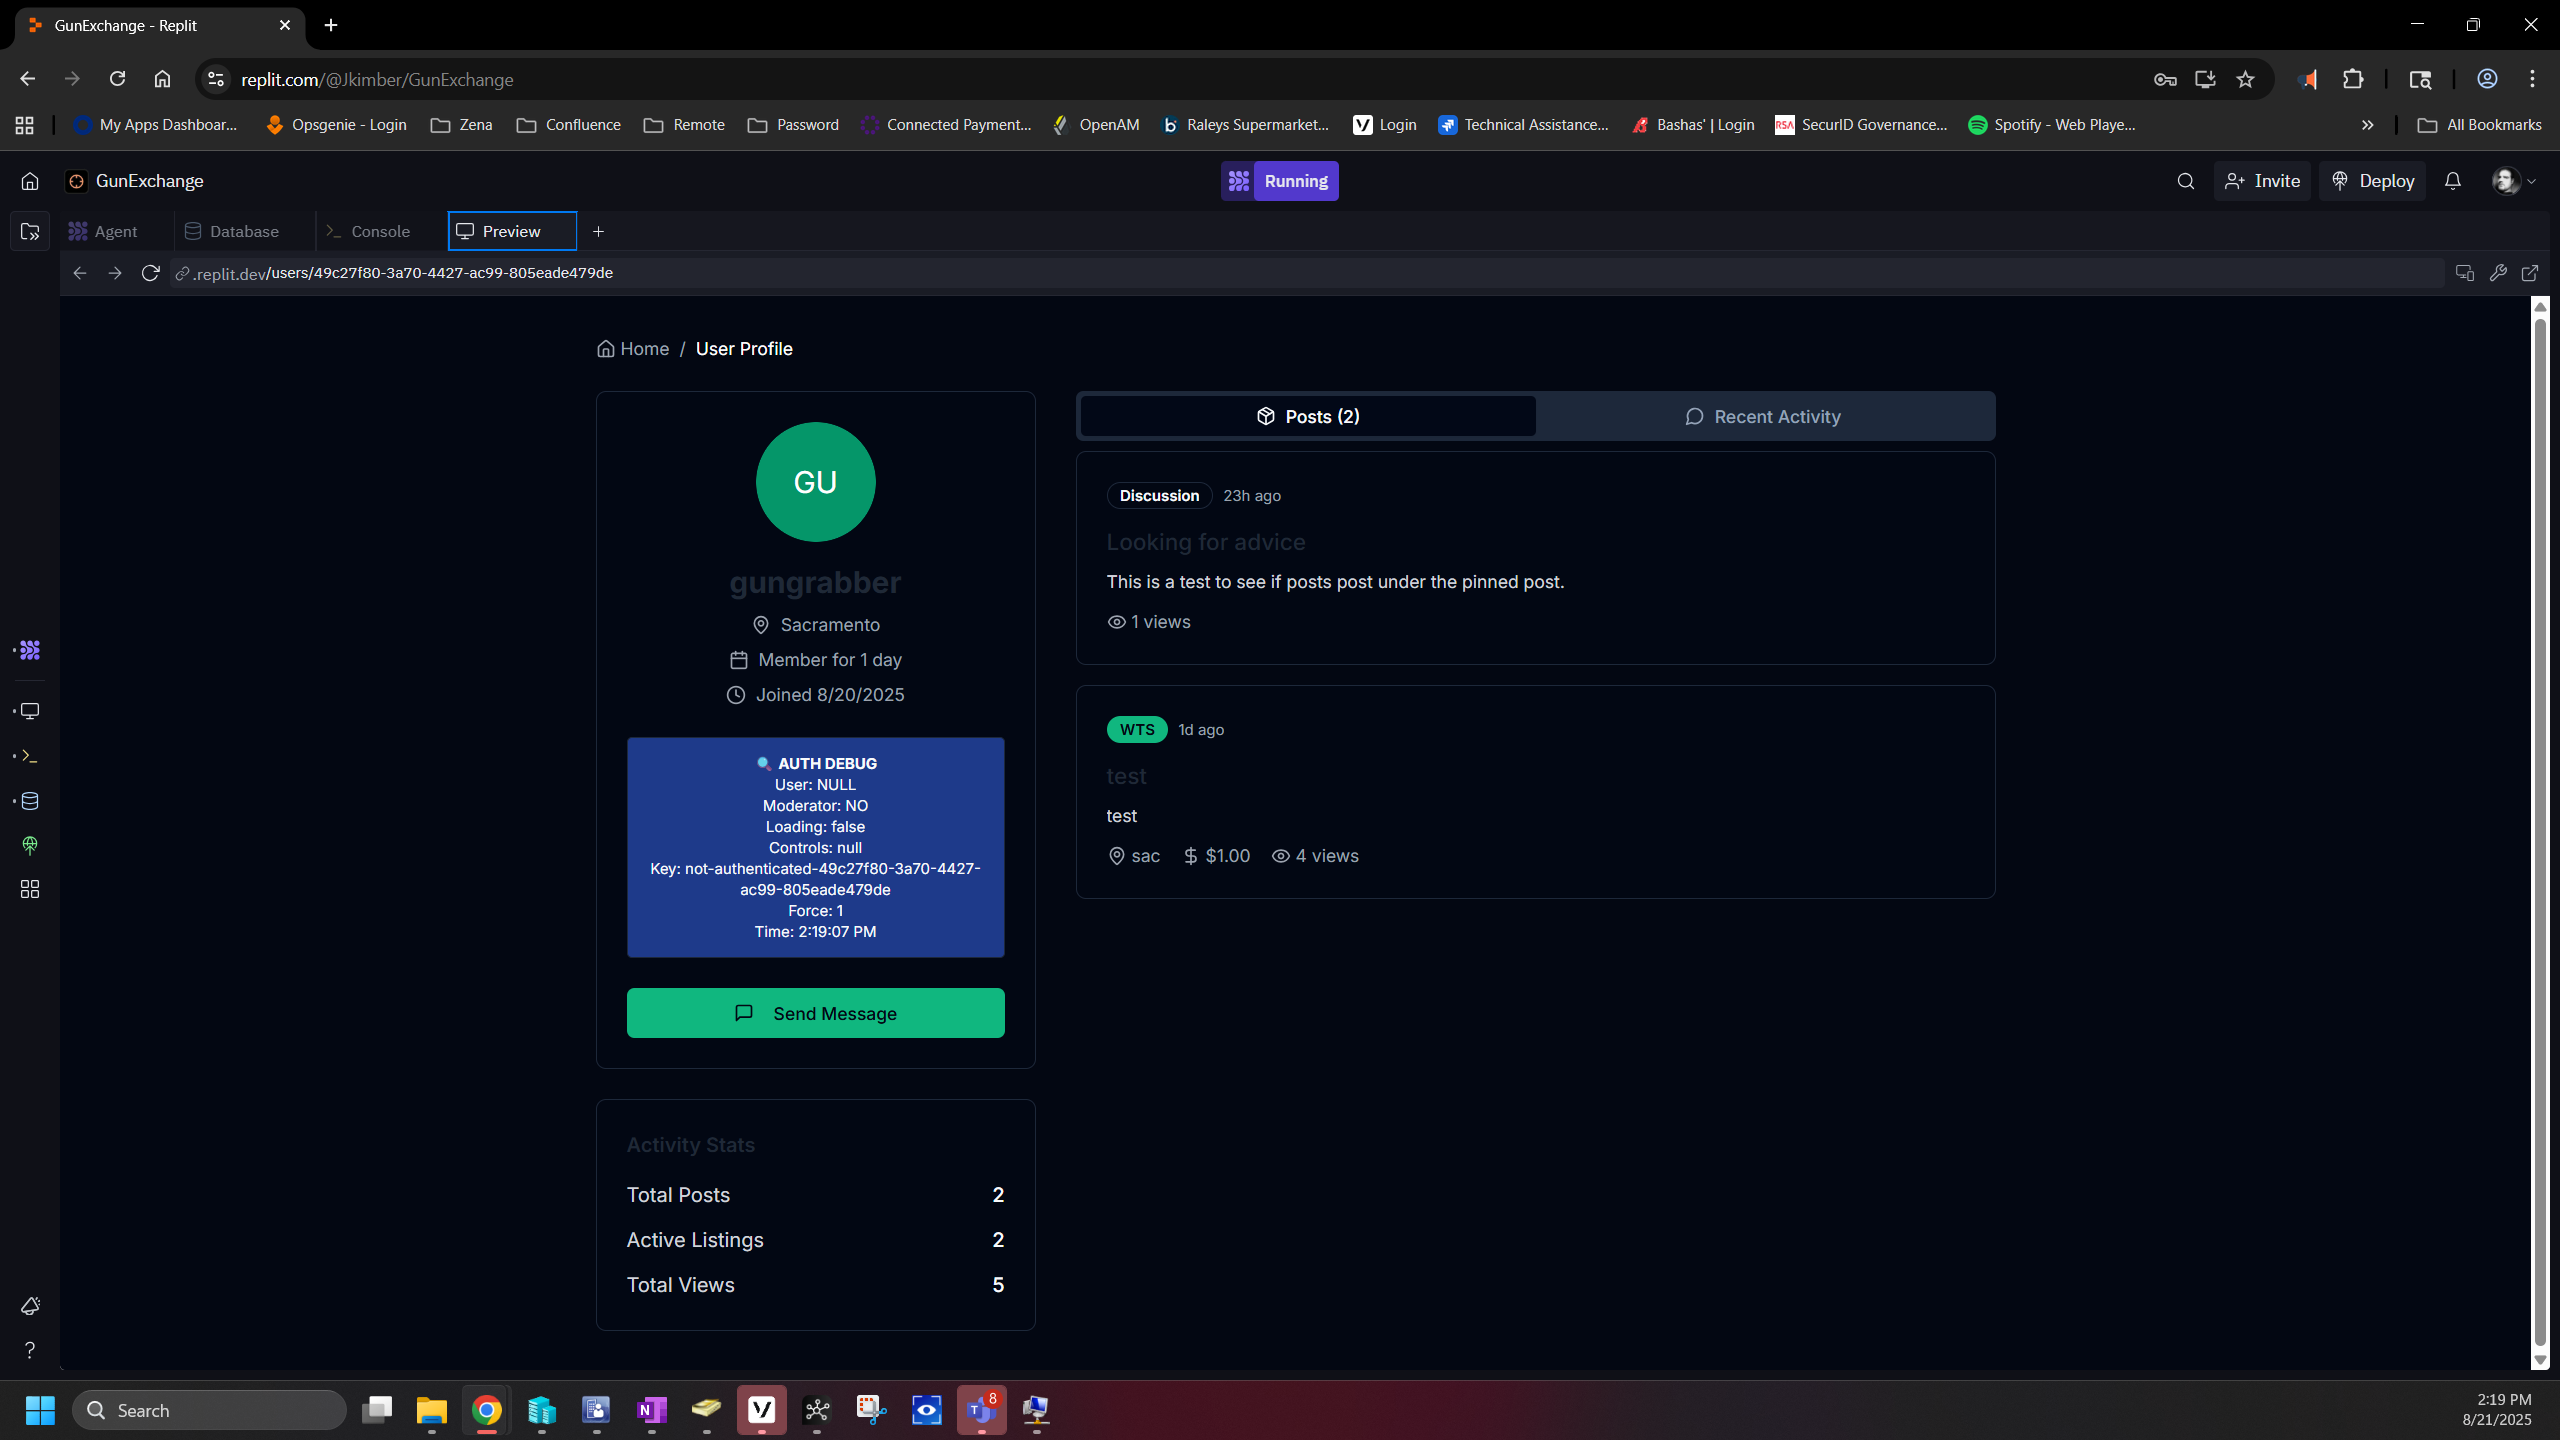 GunExchange - Replit
replit.com/@Jkimber/GunExchange
My Apps Dashboar...
Opsgenie - Login
Zena
Confluence
Remote
Password
Connected Payment...
OpenAM
Raleys Supermarket...
Login
Technical Assistance...
Bashas' | Login
RSA
SecurID Governance...
Spotify - Web Playe...
»
All Bookmarks
GunExchange
Running
Invite
Deploy
Agent
Database
Console
Preview
.replit.dev/users/49c27f80-3a70-4427-ac99-805eade479de
Home / User Profile
GU
gungrabber
Sacramento
Member for 1 day
Joined 8/20/2025
AUTH DEBUG
User: NULL
Moderator: NO
Loading: false
Controls: null
Key: not-authenticated-49c27f80-3a70-4427-
ac99-805eade479de
Force: 1
Time: 2:19:07 PM
Send Message
Activity Stats
Total Posts 2
Active Listings 2
Total Views 5
Posts (2)
Recent Activity
Discussion 23h ago
Looking for advice
This is a test to see if posts post under the pinned post.
1 views
WTS 1d ago
test
test
sac $ $1.00 4 views
Search
8
2:19 PM
8/21/2025